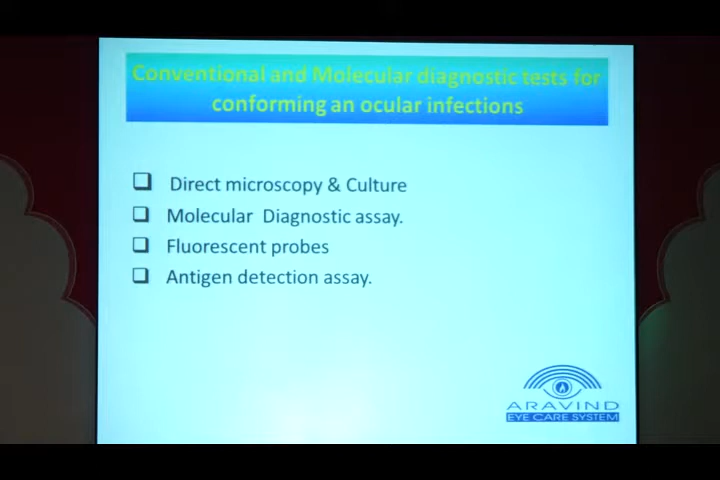 Conventional and Molecular diagnostic tests for
conforming an ocular infections
Direct microscopy & Culture
Molecular Diagnostic assay.
Fluorescent probes
Antigen detection assay.
ARAVIND
EYE CARE SYSTEM